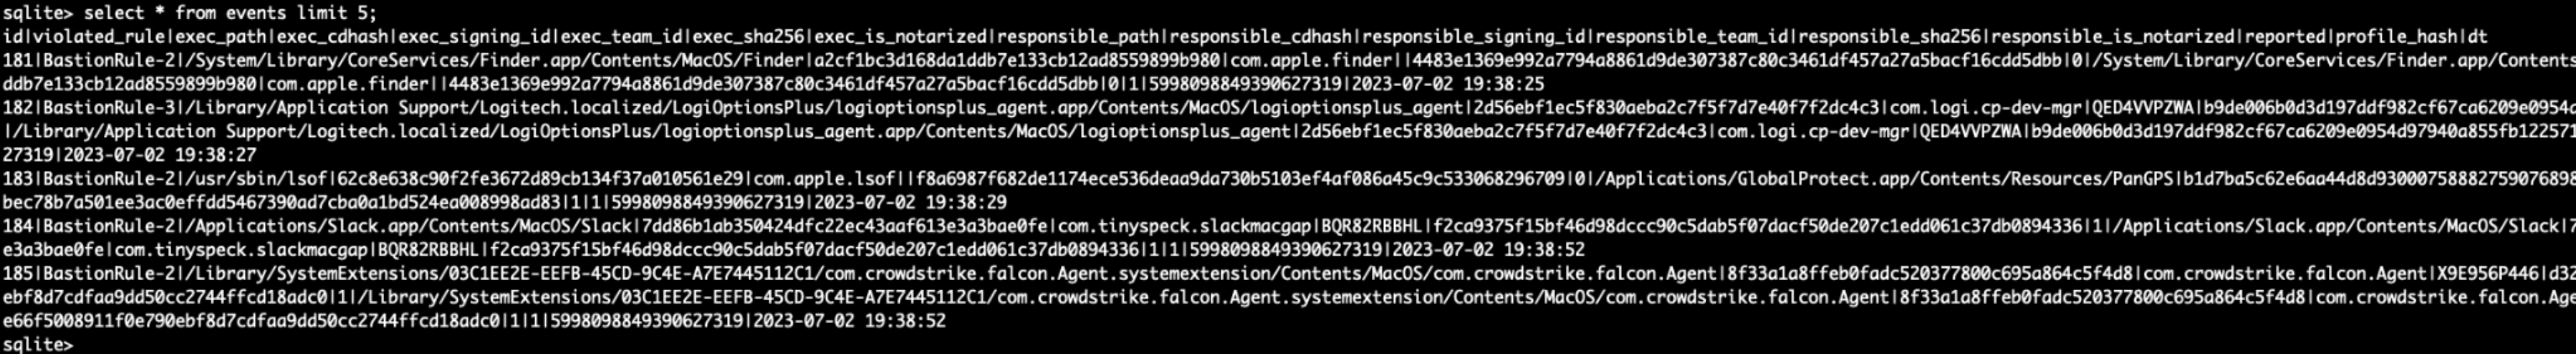 sqlite> select * from events limit 5;
id|violated_rule|exec_path|exec_cdhash|exec_signing_id|exec_team_id|exec_sha256|exec_is_notarized|responsible_path|responsible_cdhash|responsible_signing_id|responsible_team_id|responsible_sha256|responsible_is_notarized|reported|profile_hash|dt
181|BastionRule-2|/System/Library/CoreServices/Finder.app/Contents/MacOS/Finder|a2cf1bc3d168da1ddb7e133cb12ad8559899b980|com.apple.finder||4483e1369e992a7794a8861d9de307387c80c3461df457a27a5bacf16cdd5dbb|0|/System/Library/CoreServices/Finder.app/Contents
ddb7e133cb12ad8559899b980|com.apple.finder||4483e1369e992a7794a8861d9de307387c80c3461df457a27a5bacf16cdd5dbb|0|1|5998098849390627319|2023-07-02 19:38:25
182|BastionRule-3|/Library/Application Support/Logitech.localized/LogiOptionsPlus/logioptionsplus_agent.app/Contents/MacOS/logioptionsplus_agent|2d56ebf1ec5f830aeba2c7f5f7d7e40f7f2dc4c3|com.logi.cp-dev-mgr|QED4VVPZWA|b9de006b0d3d197ddf982cf67ca6209e0954d
|/Library/Application Support/Logitech.localized/LogiOptionsPlus/logioptionsplus_agent.app/Contents/MacOS/logioptionsplus_agent|2d56ebf1ec5f830aeba2c7f5f7d7e40f7f2dc4c3|com.logi.cp-dev-mgr|QED4VVPZWA|b9de006b0d3d197ddf982cf67ca6209e0954d97940a855fb122571
27319|2023-07-02 19:38:27
183|BastionRule-2|/usr/sbin/lsof|62c8e638c90f2fe3672d89cb134f37a010561e29|com.apple.lsof||f8a6987f682de1174ece536deaa9da730b5103ef4af086a45c9c533068296709|0|/Applications/GlobalProtect.app/Contents/Resources/PanGPS|b1d7ba5c62e6aa44d8d93000758882759076898
bec78b7a501ee3ac0effdd5467390ad7cba0a1bd524ea008998ad83|1|1|5998098849390627319|2023-07-02 19:38:29
184|BastionRule-2|/Applications/Slack.app/Contents/MacOS/Slack|7dd86b1ab350424dfc22ec43aaf613e3a3bae0fe|com.tinyspeck.slackmacgap|BQR82RBBHL|f2ca9375f15bf46d98dccc90c5dab5f07dacf50de207c1edd061c37db0894336|1|/Applications/Slack.app/Contents/MacOS/Slack|7
e3a3bae0fe|com.tinyspeck.slackmacgap|BQR82RBBHL|f2ca9375f15bf46d98dccc90c5dab5f07dacf50de207c1edd061c37db0894336|1|1|5998098849390627319|2023-07-02 19:38:52
185|BastionRule-2|/Library/SystemExtensions/03C1EE2E-EEFB-45CD-9C4E-A7E7445112C1/com.crowdstrike.falcon.Agent.systemextension/Contents/MacOS/com.crowdstrike.falcon.Agent|8f33a1a8ffeb0fadc520377800c695a864c5f4d8|com.crowdstrike.falcon.Agent|X9E956P446|d32
ebf8d7cdfaa9dd50cc2744ffcd18adc0|1|/Library/SystemExtensions/03C1EE2E-EEFB-45CD-9C4E-A7E7445112C1/com.crowdstrike.falcon.Agent.systemextension/Contents/MacOS/com.crowdstrike.falcon.Agent|8f33a1a8ffeb0fadc520377800c695a864c5f4d8|com.crowdstrike.falcon.Age
e66f5008911f0e790ebf8d7cdfaa9dd50cc2744ffcd18adc0|1|1|5998098849390627319|2023-07-02 19:38:52
sqlite>